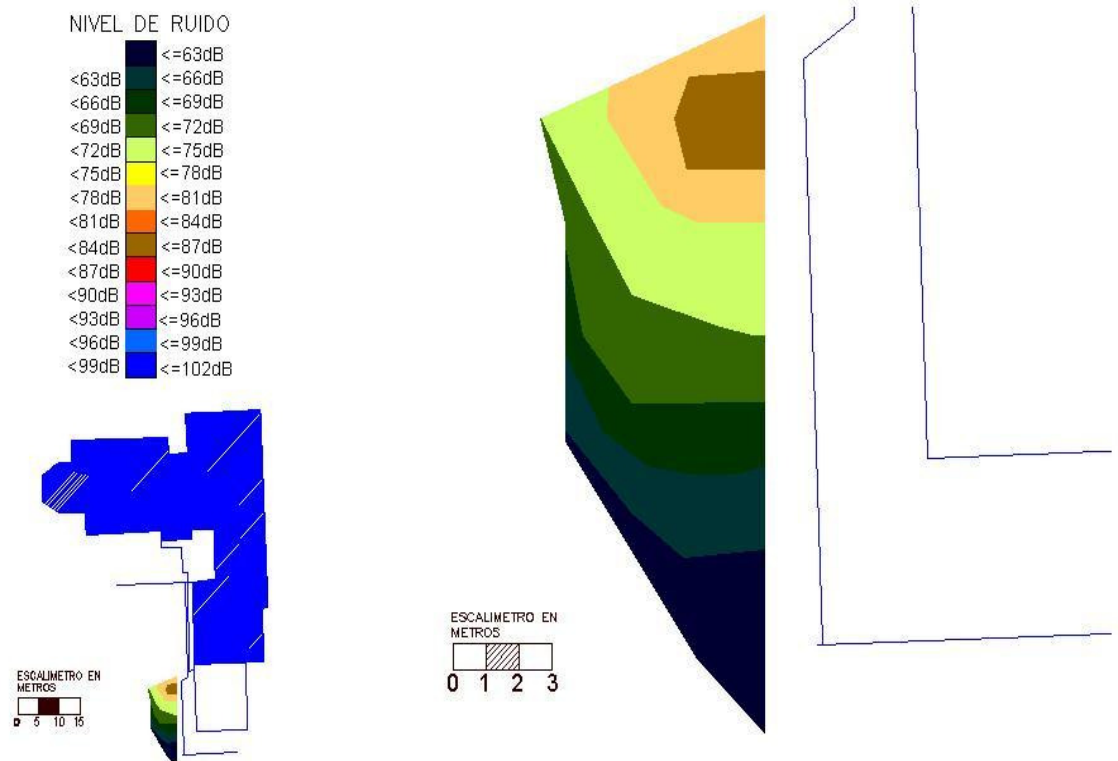 NIVEL DE RUIDO
<=63dB
<63dB <=66dB
<66dB <=69dB
<69dB <=72dB
<72dB <=75dB
<75dB <=78dB
<78dB <=81dB
<81dB <=84dB
<84dB <=87dB
<87dB <=90dB
<90dB <=93dB
<93dB <=96dB
<96dB <=99dB
<99dB <=102dB
ESCALIMETRO EN
METROS
0 1 2 3
ESCALIMETRO EN
METROS
0 5 10 15